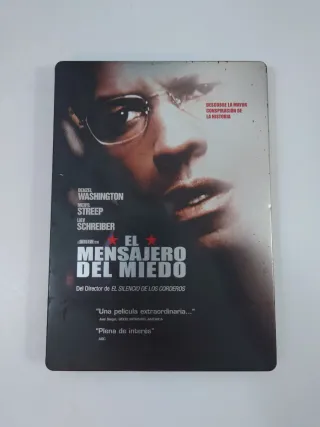 DESCUBRE LA MAYOR
CONSPIRACIÓN DE
LA HISTORIA
DENZEL
WASHINGTON
MERYL
STREEP
LIEV
SCHREIBER
EL
MENSAJERO
DEL MIEDO
Del Director de EL SILENCIO DE LOS CORDEROS
"Una película extraordinaria..."
"Plena de interés"